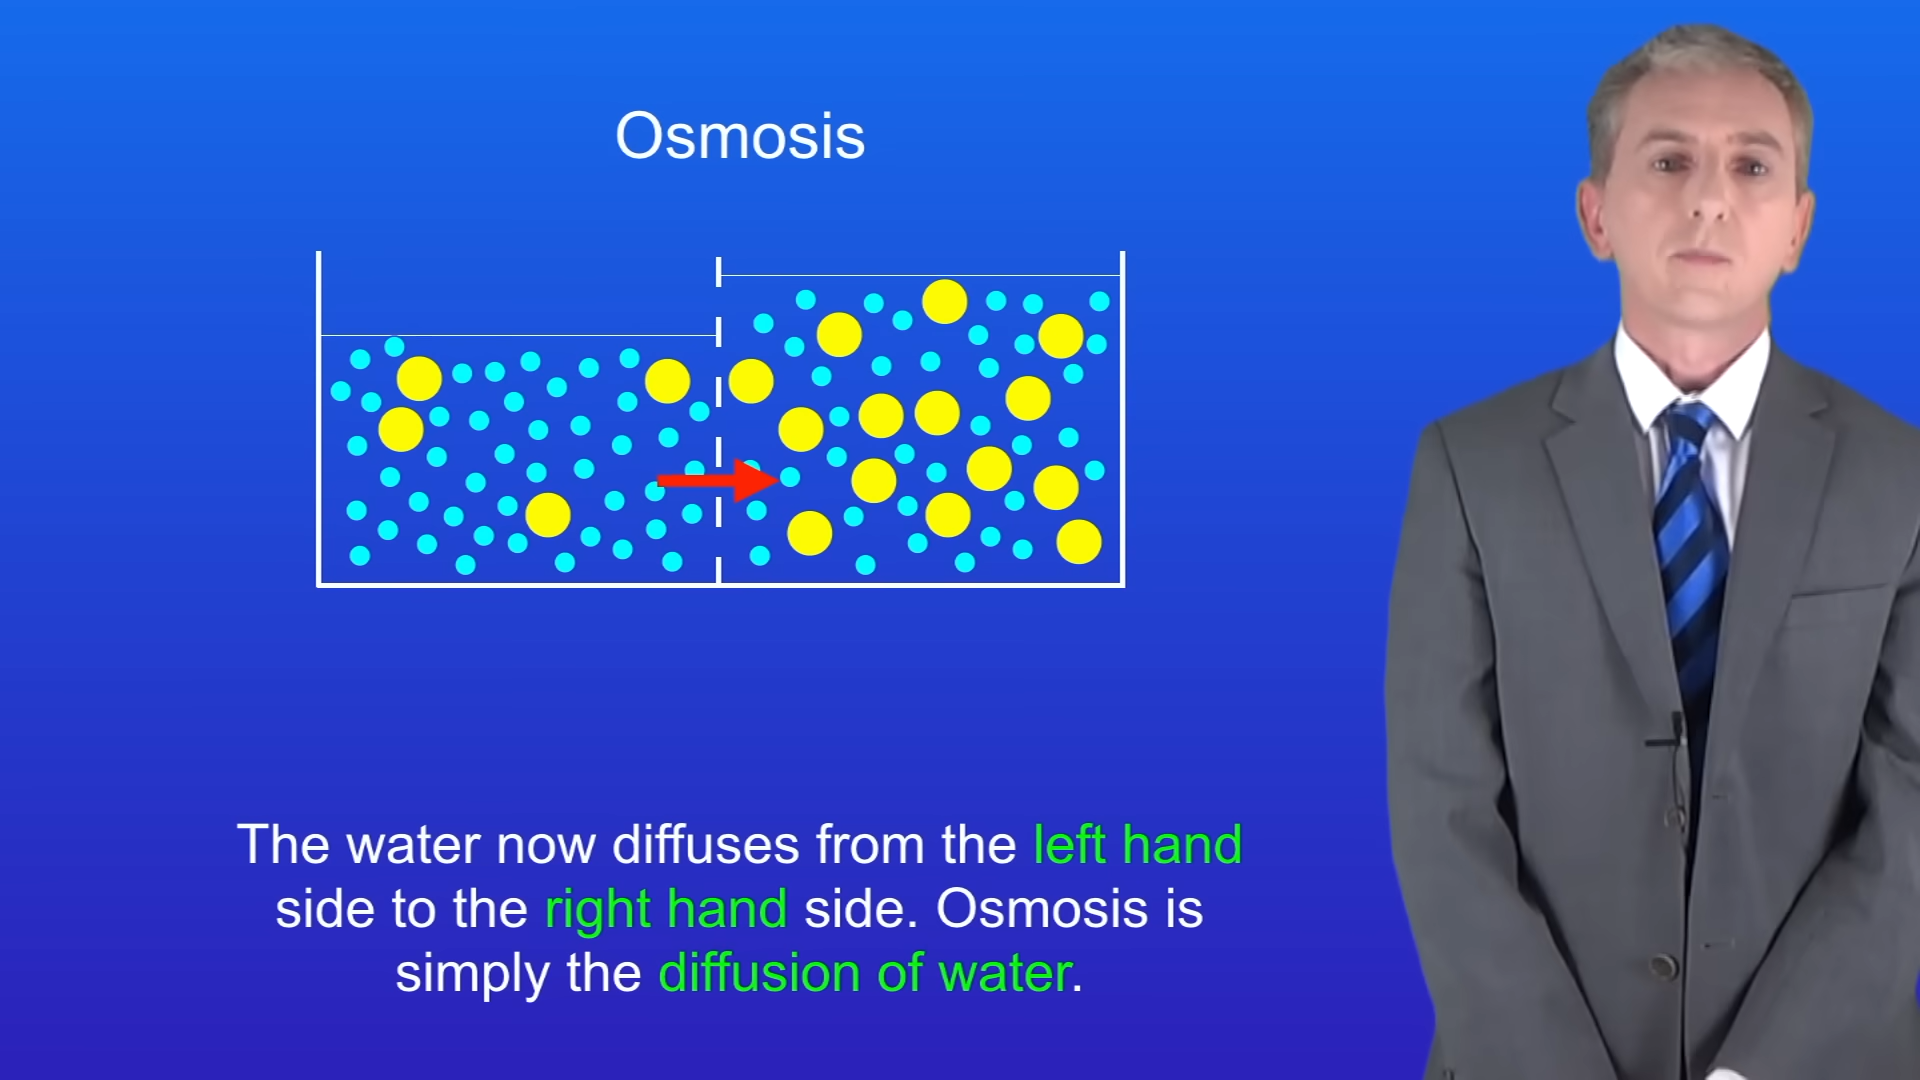 Osmosis
The water now diffuses from the left hand
side to the right hand side. Osmosis is
simply the diffusion of water.